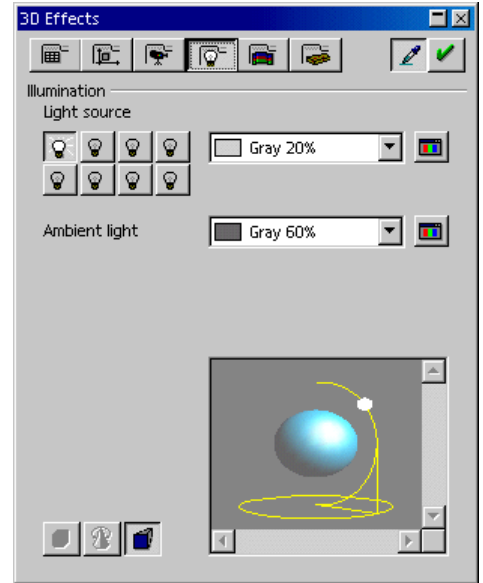 3D Effects
Illumination
Light source
Gray 20%
Ambient light
Gray 60%